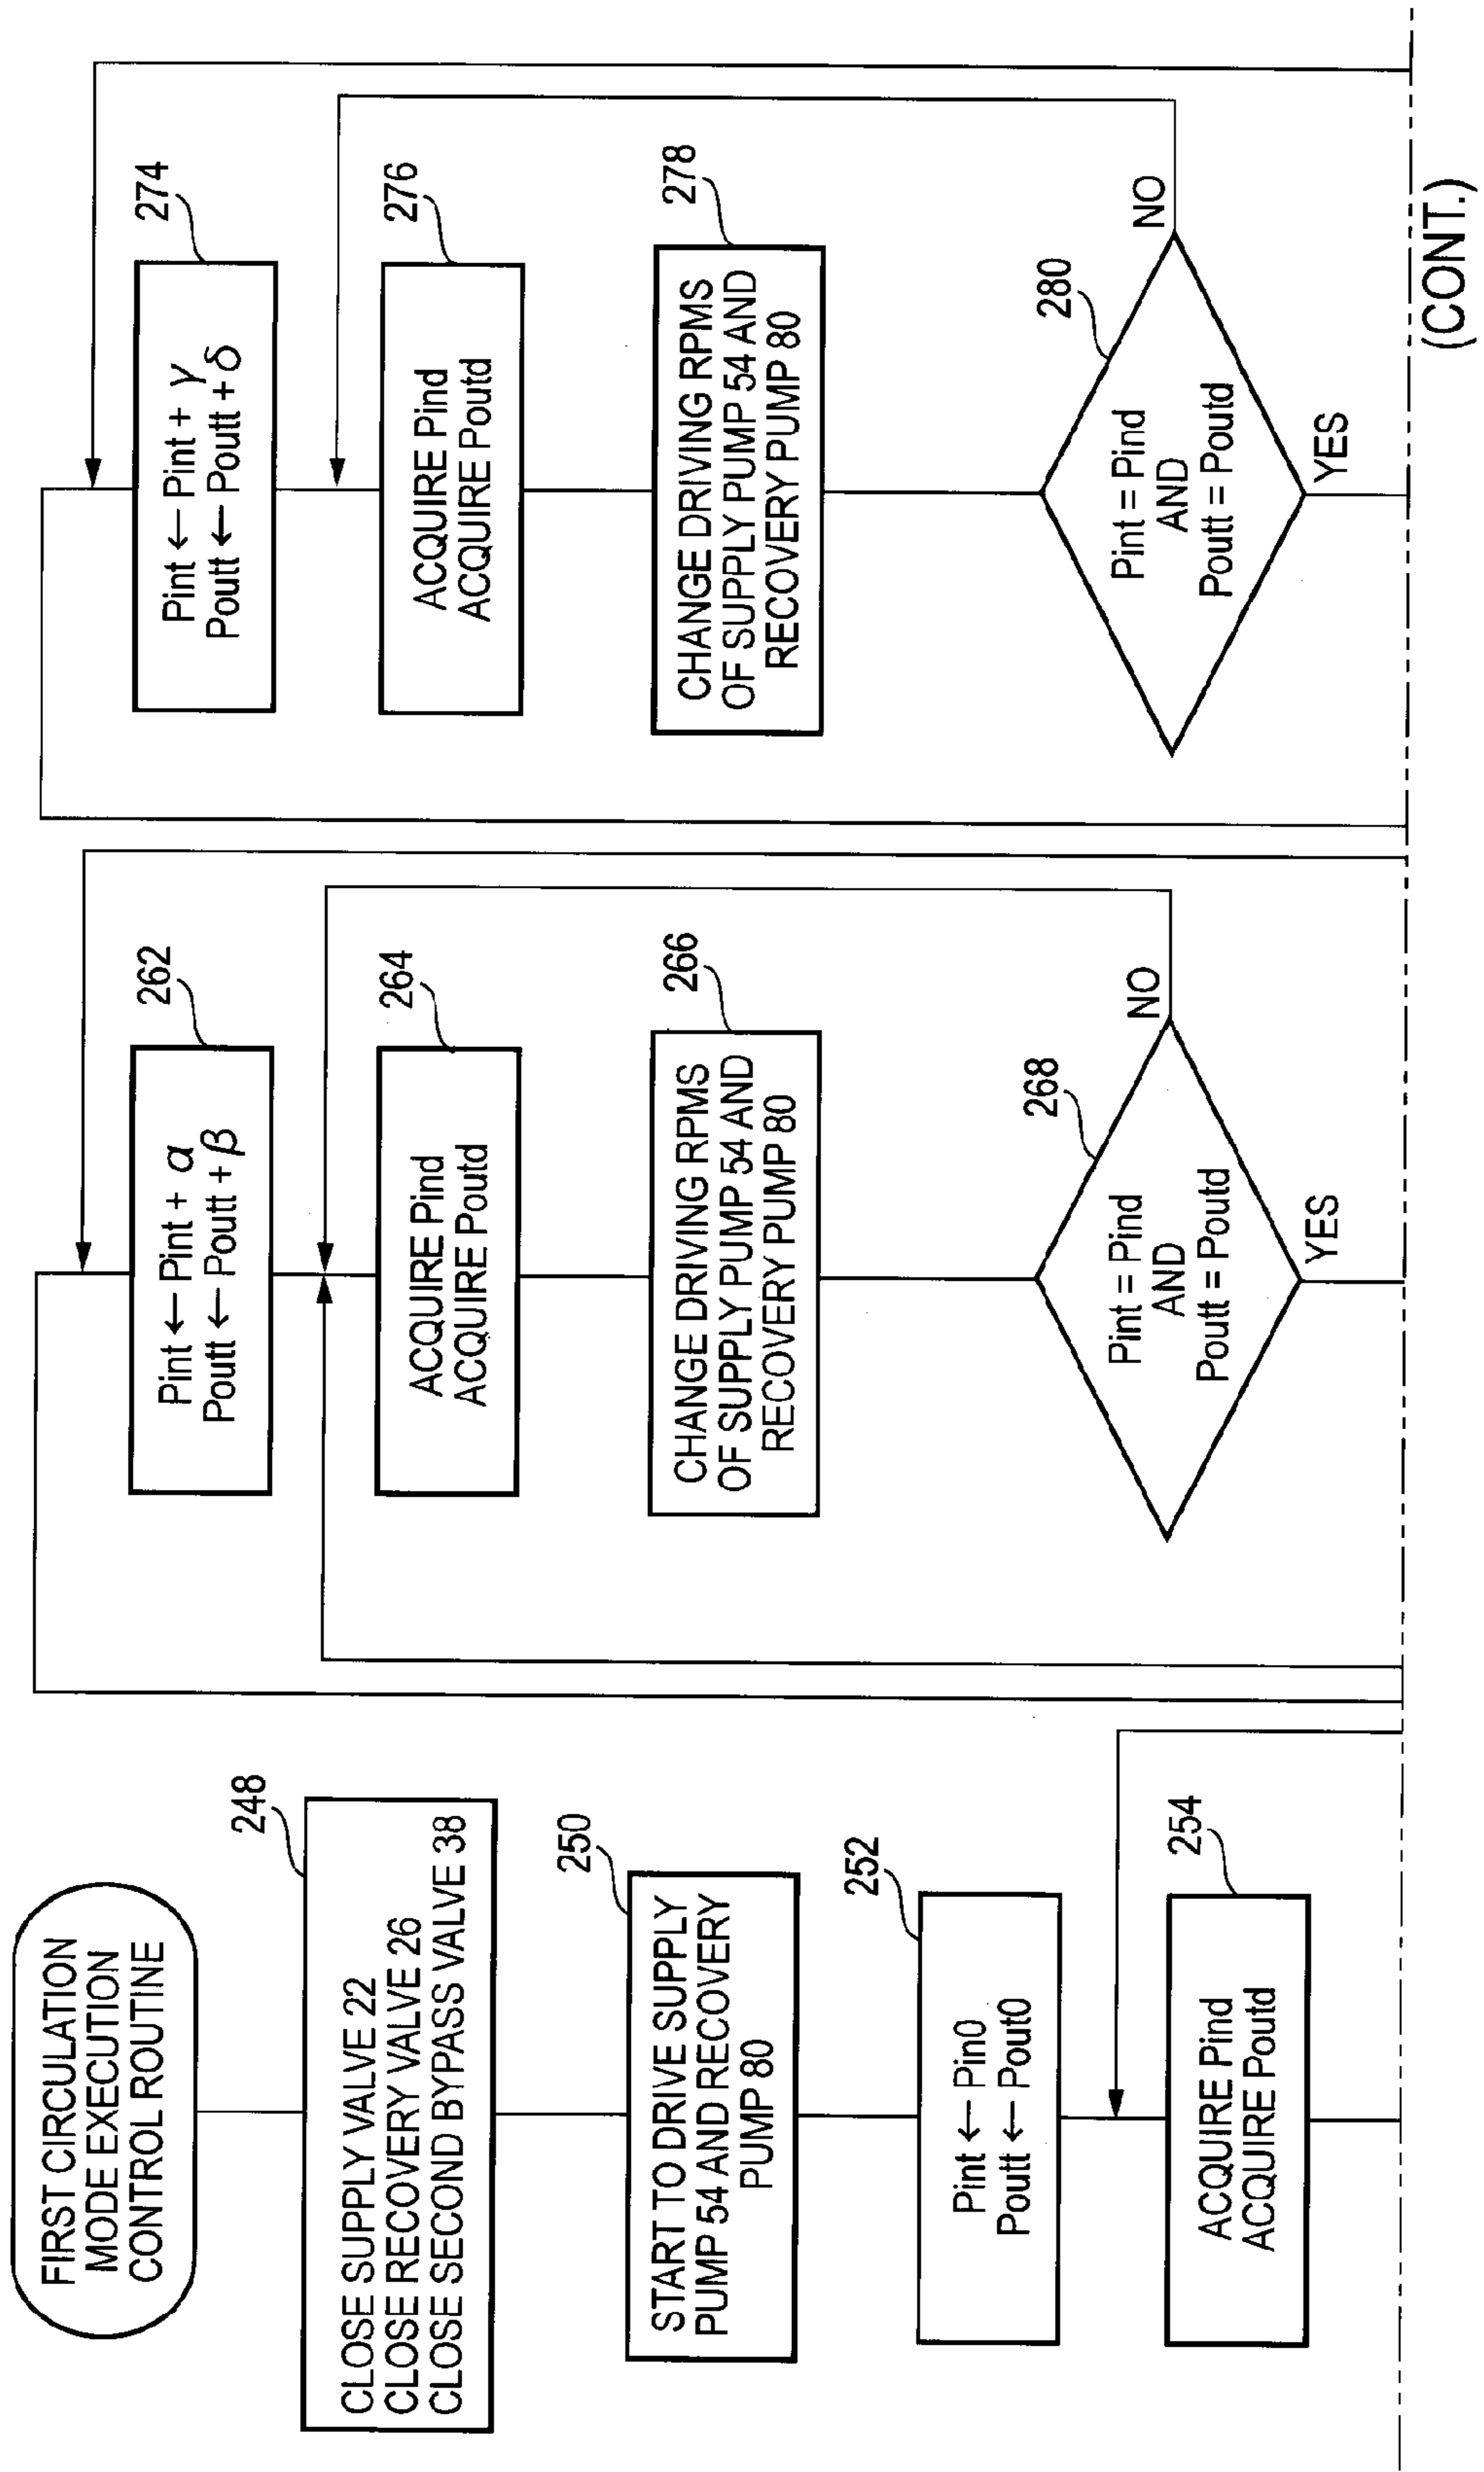 FIRST CIRCULATION
MODE EXECUTION
CONTROL ROUTINE
248
CLOSE SUPPLY VALVE 22
CLOSE RECOVERY VALVE 26
CLOSE SECOND BYPASS VALVE 38
250
START TO DRIVE SUPPLY
PUMP 54 AND RECOVERY
PUMP 80
252
Pint ← Pin0
Poutt ← Pout0
254
ACQUIRE Pind
ACQUIRE Poutd
262
Pint ← Pint + α
Poutt ← Poutt + β
264
ACQUIRE Pind
ACQUIRE Poutd
266
CHANGE DRIVING RPMS
OF SUPPLY PUMP 54 AND
RECOVERY PUMP 80
268
Pint = Pind
AND
Poutt = Poutd
NO
YES
274
Pint ← Pint + γ
Poutt ← Poutt + δ
276
ACQUIRE Pind
ACQUIRE Poutd
278
CHANGE DRIVING RPMS
OF SUPPLY PUMP 54 AND
RECOVERY PUMP 80
280
Pint = Pind
AND
Poutt = Poutd
NO
YES
(CONT.)